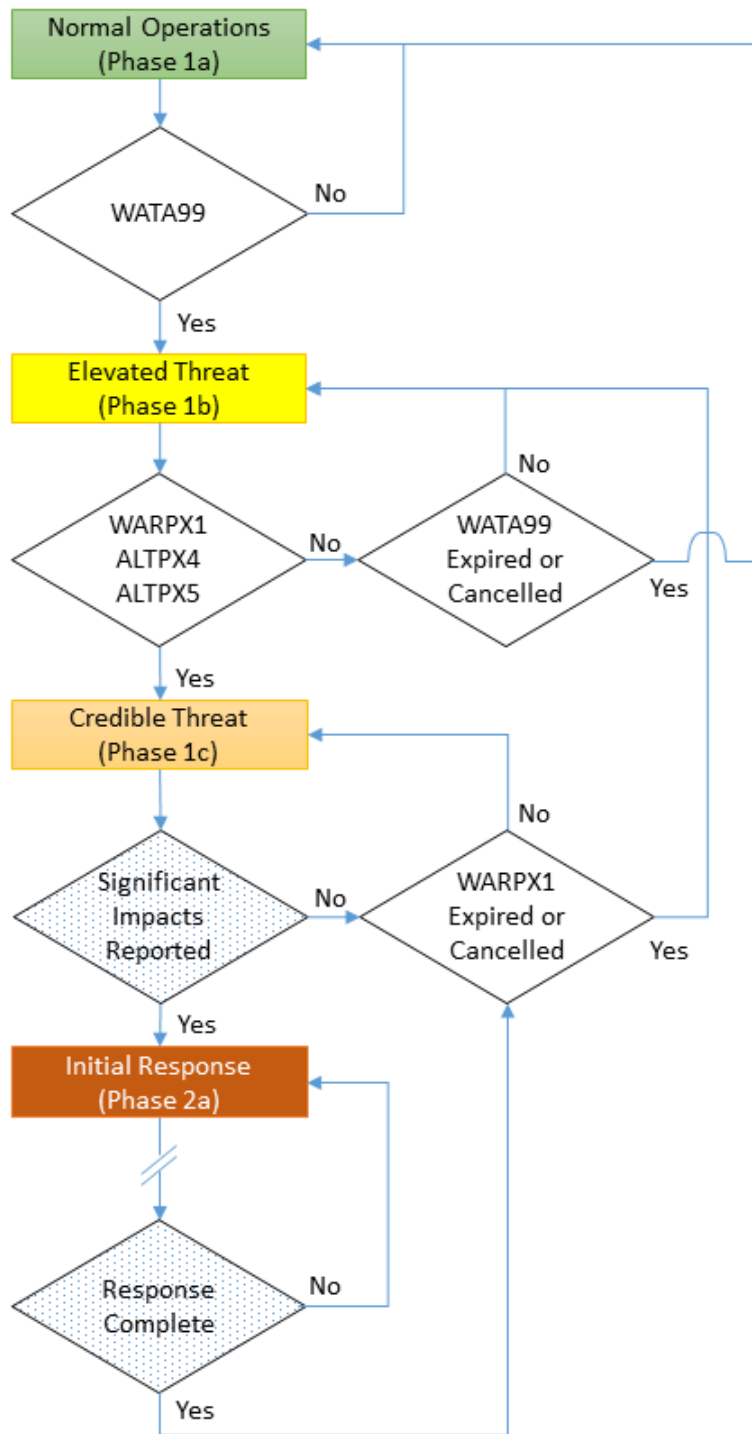 Normal Operations
(Phase 1a)
WATA99
No
Yes
Elevated Threat
(Phase 1b)
No
WARPX1
ALTPX4
ALTPX5
No
WATA99
Expired or
Cancelled
Yes
Yes
Credible Threat
(Phase 1c)
No
Significant
Impacts
Reported
No
WARPX1
Expired or
Cancelled
Yes
Yes
Initial Response
(Phase 2a)
Response
Complete
No
Yes